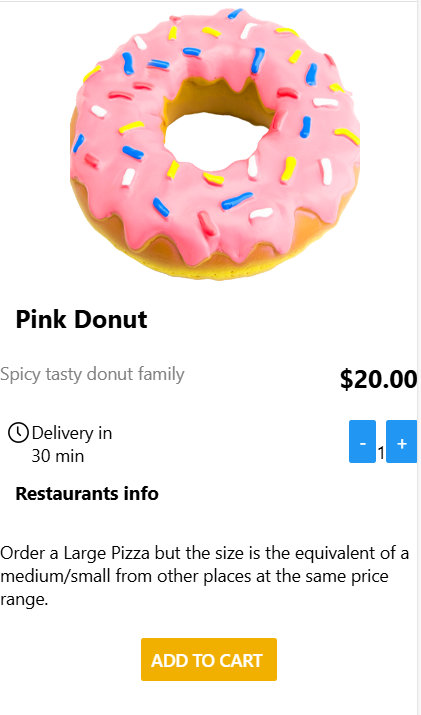 Pink Donut
Spicy tasty donut family
$20.00
Delivery in
30 min
- 1 +
Restaurants info
Order a Large Pizza but the size is the equivalent of a
medium/small from other places at the same price
range.
ADD TO CART